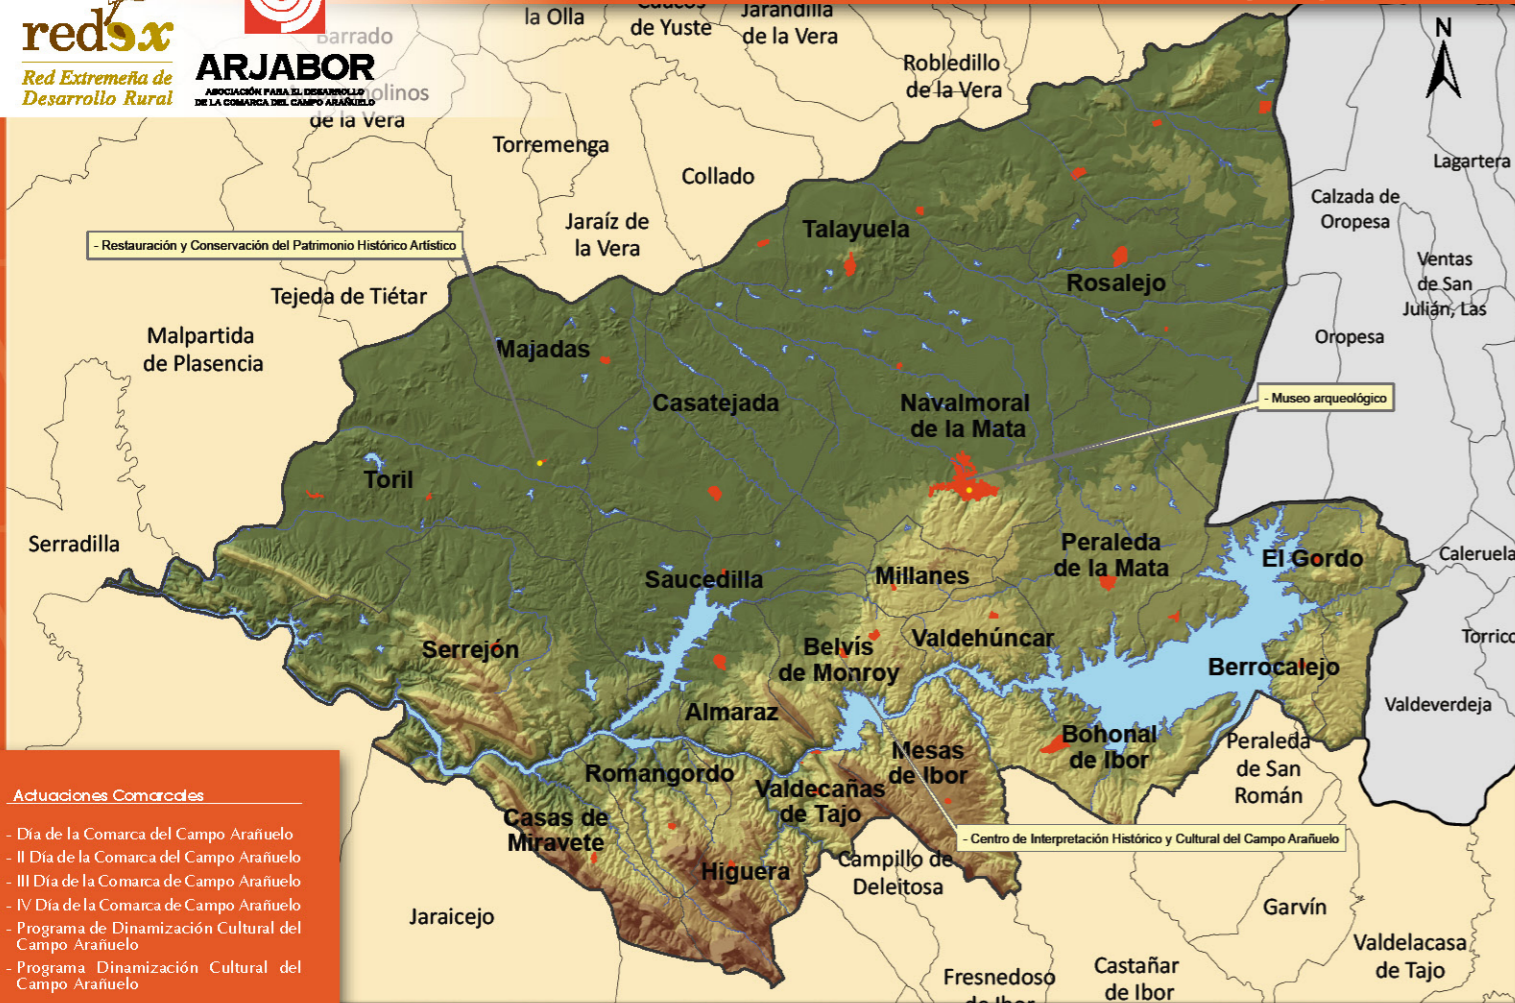 redex
Red Extremeña de
Desarrollo Rural
ARJABOR
ASOCIACIÓN PARA EL DESARROLLO
DE LA COMARCA DEL CAMPO ARAÑUELO
Barrado
de la Vera
la Olla
de Yuste
Jarandilla
de la Vera
Robledillo
de la Vera
N
Torremenga
Collado
Jaraíz de
la Vera
Lagartera
Calzada de
Oropesa
Ventas
de San
Julián, Las
Oropesa
Talayuela
Rosalejo
- Restauración y Conservación del Patrimonio Histórico Artístico
Tejeda de Tiétar
Malpartida
de Plasencia
Majadas
Casatejada
Navalmoral
de la Mata
- Museo arqueológico
Toril
Serradilla
Saucedilla
Millanes
Peraleda
de la Mata
El Gordo
Caleruela
Serrejón
Belvís
de Monroy
Valdehúncar
Berrocalejo
Torrico
Valdeverdeja
Almaraz
Mesas
de Ibor
Bohonal
de Ibor
Peraleda
de San
Román
Romangordo
Valdecañas
de Tajo
Casas de
Miravete
Higuera
- Centro de Interpretación Histórico y Cultural del Campo Arañuelo
Campillo de
Deleitosa
Jaraicejo
Garvín
Valdelacasa
de Tajo
Fresnedoso
de Ibor
Castañar
de Ibor
Actuaciones Comarcales
- Día de la Comarca del Campo Arañuelo
- II Día de la Comarca del Campo Arañuelo
- III Día de la Comarca de Campo Arañuelo
- IV Día de la Comarca de Campo Arañuelo
- Programa de Dinamización Cultural del
Campo Arañuelo
- Programa Dinamización Cultural del
Campo Arañuelo